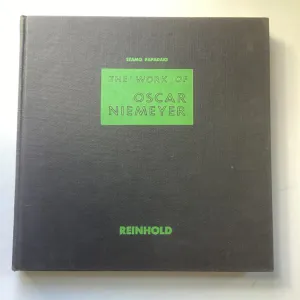 STAMO PAPADAKI
THE WORK OF
OSCAR
NIEMEYER
REINHOLD